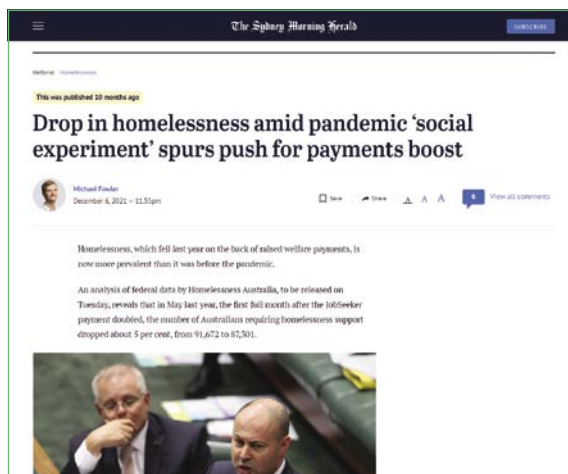 The Sydney Morning Herald
SUBSCRIBE
National Homelessness
This was published 10 months ago
Drop in homelessness amid pandemic ‘social
experiment’ spurs push for payments boost
Michael Fowler
December 6, 2021 — 11.55pm
Save
Share
A A A
View all comments
Homelessness, which fell last year on the back of raised welfare payments, is
now more prevalent than it was before the pandemic.
An analysis of federal data by Homelessness Australia, to be released on
Tuesday, reveals that in May last year, the first full month after the JobSeeker
payment doubled, the number of Australians requiring homelessness support
dropped about 5 per cent, from 91,672 to 87,301.